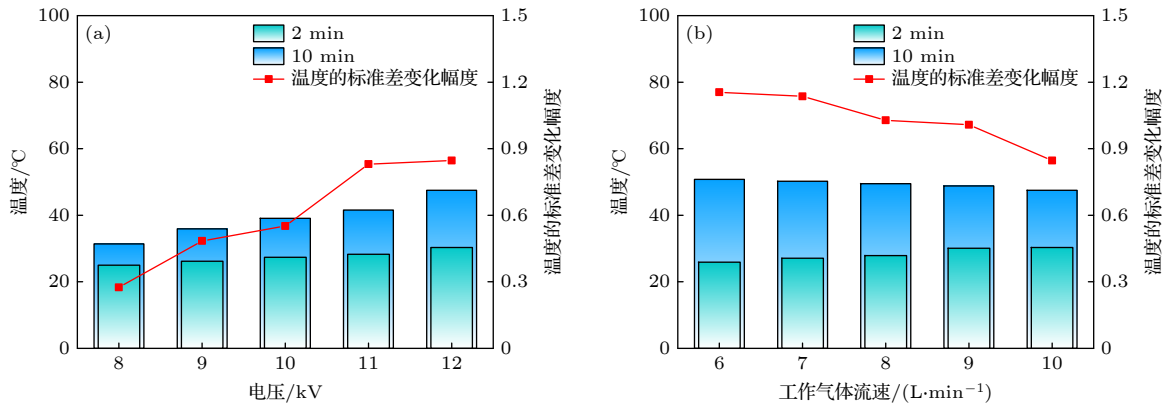 (a)
2 min
10 min
温度的标准差变化幅度
100
80
60
40
20
0
温度/℃
1.5
1.2
0.9
0.6
0.3
0
温度的标准差变化幅度
8 9 10 11 12
电压/kV
(b)
2 min
10 min
温度的标准差变化幅度
100
80
60
40
20
0
温度/℃
1.5
1.2
0.9
0.6
0.3
0
温度的标准差变化幅度
6 7 8 9 10
工作气体流速/(L·min⁻¹)